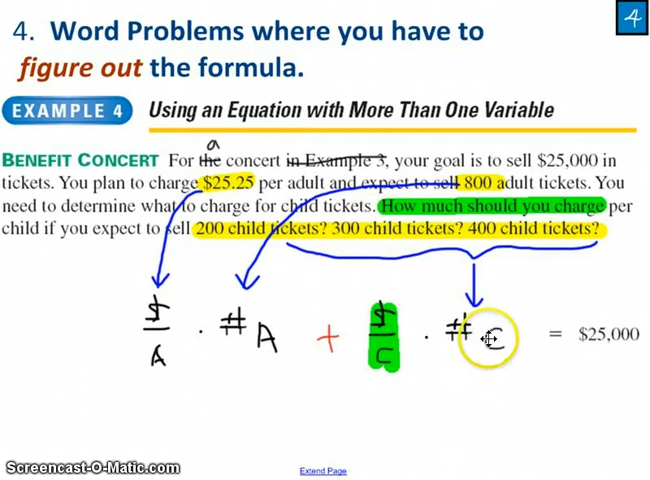 4
4. Word Problems where you have to
figure out the formula.
EXAMPLE 4 Using an Equation with More Than One Variable
a
BENEFIT CONCERT For the concert in Example 3, your goal is to sell $25,000 in
tickets. You plan to charge $25.25 per adult and expect to sell 800 adult tickets. You
need to determine what to charge for child tickets. How much should you charge per
child if you expect to sell 200 child tickets? 300 child tickets? 400 child tickets?
$/A · #A + $/C · #C = $25,000
Screencast-O-Matic.com
Extend Page